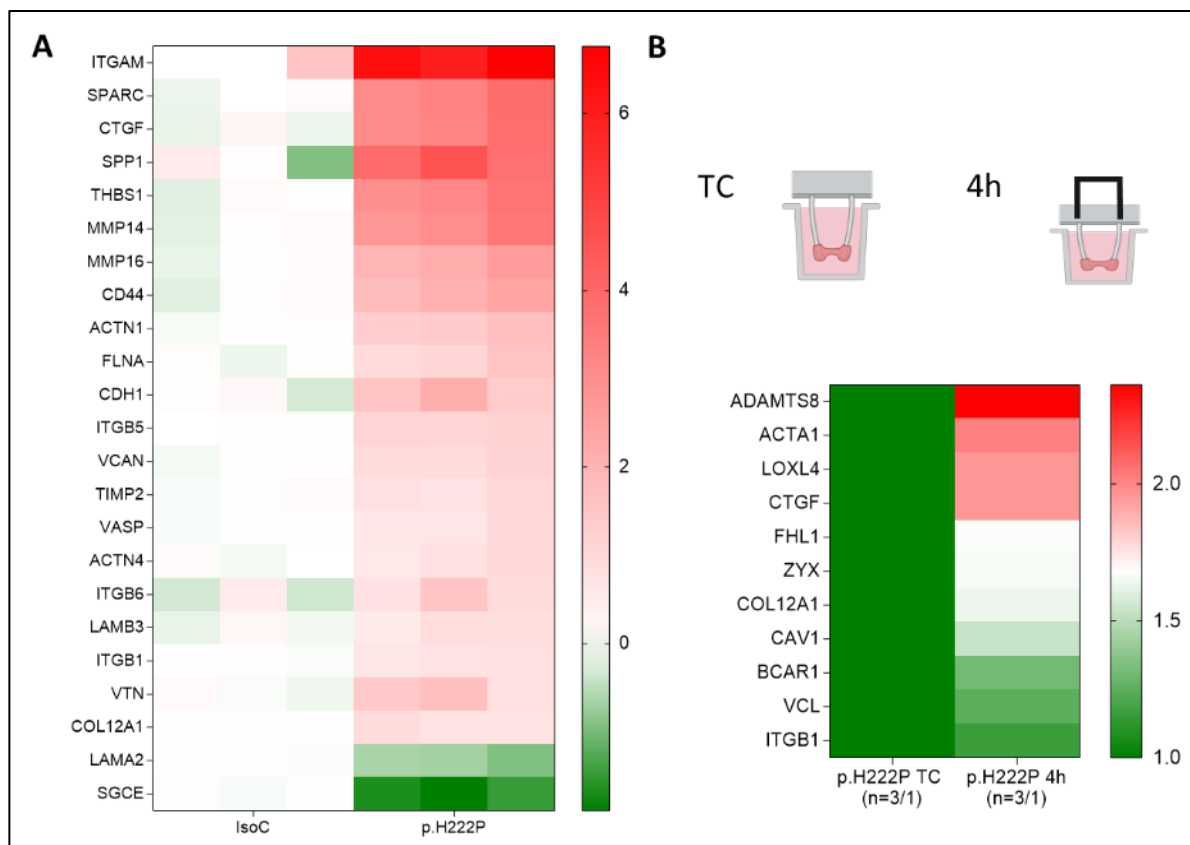 A
ITGAM
SPARC
CTGF
SPP1
THBS1
MMP14
MMP16
CD44
ACTN1
FLNA
CDH1
ITGB5
VCAN
TIMP2
VASP
ACTN4
ITGB6
LAMB3
ITGB1
VTN
COL12A1
LAMA2
SGCE
IsoC p.H222P
6
4
2
0
B
TC 4h
ADAMTS8
ACTA1
LOXL4
CTGF
FHL1
ZYX
COL12A1
CAV1
BCAR1
VCL
ITGB1
p.H222P TC p.H222P 4h
(n=3/1) (n=3/1)
2.0
1.5
1.0